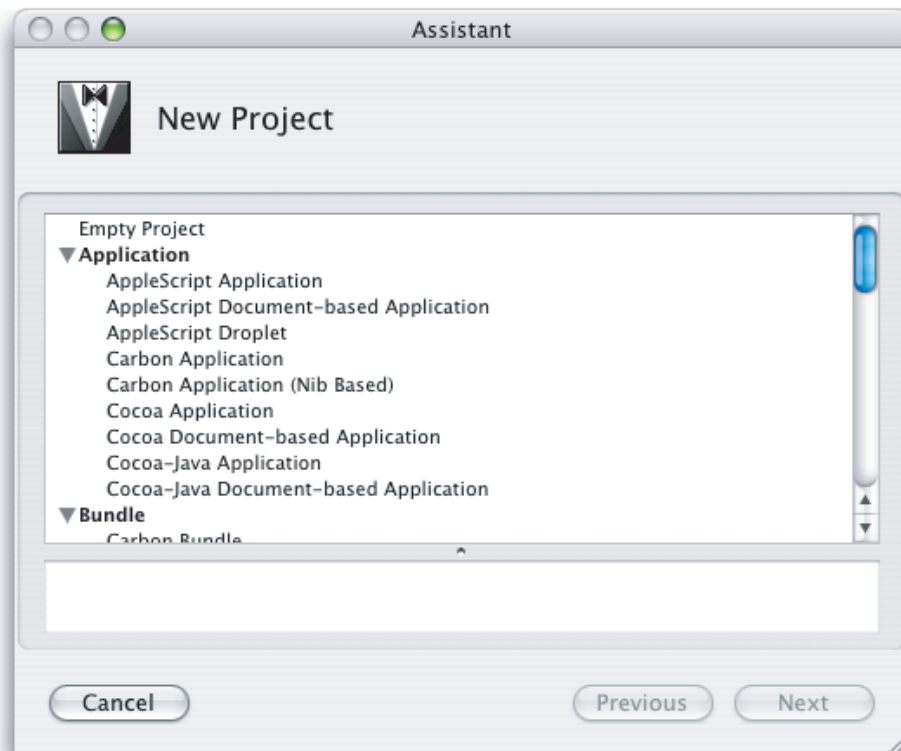 Assistant
New Project
Empty Project
Application
AppleScript Application
AppleScript Document-based Application
AppleScript Droplet
Carbon Application
Carbon Application (Nib Based)
Cocoa Application
Cocoa Document-based Application
Cocoa-Java Application
Cocoa-Java Document-based Application
Bundle
Carbon Bundle
Cancel
Previous
Next